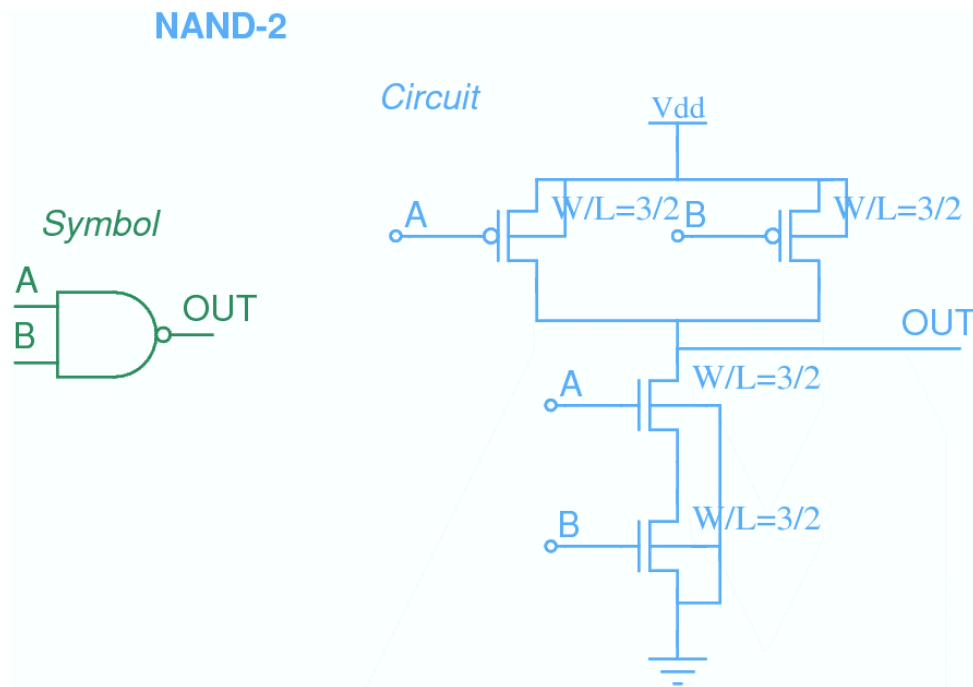 NAND-2
Circuit
Vdd
A
W/L=3/2
B
W/L=3/2
Symbol
A
B
OUT
OUT
A
W/L=3/2
B
W/L=3/2